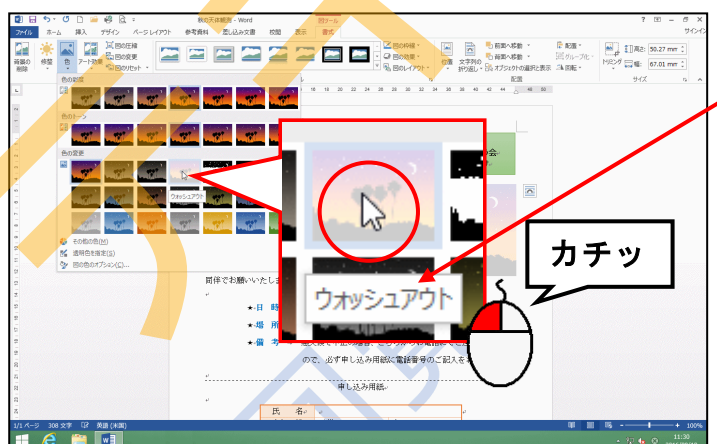 秋の天体観測 - Word
図ツール
ファイル ホーム 挿入 デザイン ページ レイアウト 参考資料 差し込み文書 校閲 表示 書式
サインイン
背景の削除
修整
色
アート効果
図の圧縮
図の変更
図のリセット
図の枠線
図の効果
図のレイアウト
位置
文字列の折り返し
前面へ移動
背面へ移動
オブジェクトの選択と表示
配置
グループ化
回転
トリミング
高さ: 50.27 mm
幅: 67.01 mm
配置
サイズ
色の彩度
色のトーン
色の変更
ウォッシュアウト
その他の色(M)
透明色を指定(S)
図の色のオプション(C)...
ウォッシュアウト
カチッ
同伴でお願いいたしま
★日 時
★場 所
★備 考
ので、必ず申し込み用紙に電話番号のご記入を
申し込み用紙
氏 名
1/1 ページ 308 文字 英語 (米国)
100%
11:30